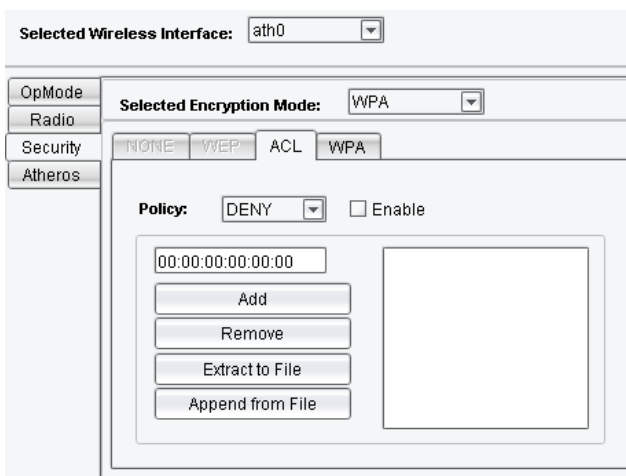 Selected Wireless Interface: ath0
OpMode
Radio
Security
Atheros
Selected Encryption Mode: WPA
NONE WEP ACL WPA
Policy: DENY Enable
00:00:00:00:00:00
Add
Remove
Extract to File
Append from File